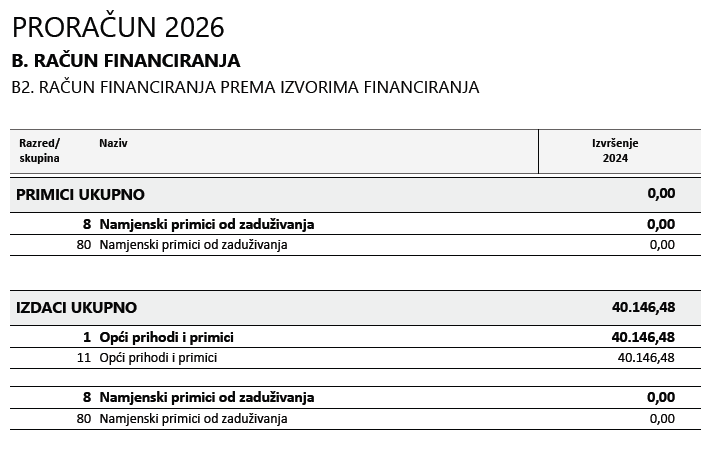 PRORAČUN 2026
B. RAČUN FINANCIRANJA
B2. RAČUN FINANCIRANJA PREMA IZVORIMA FINANCIRANJA
Razred/ skupina Naziv Izvršenje 2024
PRIMICI UKUPNO 0,00
8 Namjenski primici od zaduživanja 0,00
80 Namjenski primici od zaduživanja 0,00
IZDACI UKUPNO 40.146,48
1 Opći prihodi i primici 40.146,48
11 Opći prihodi i primici 40.146,48
8 Namjenski primici od zaduživanja 0,00
80 Namjenski primici od zaduživanja 0,00